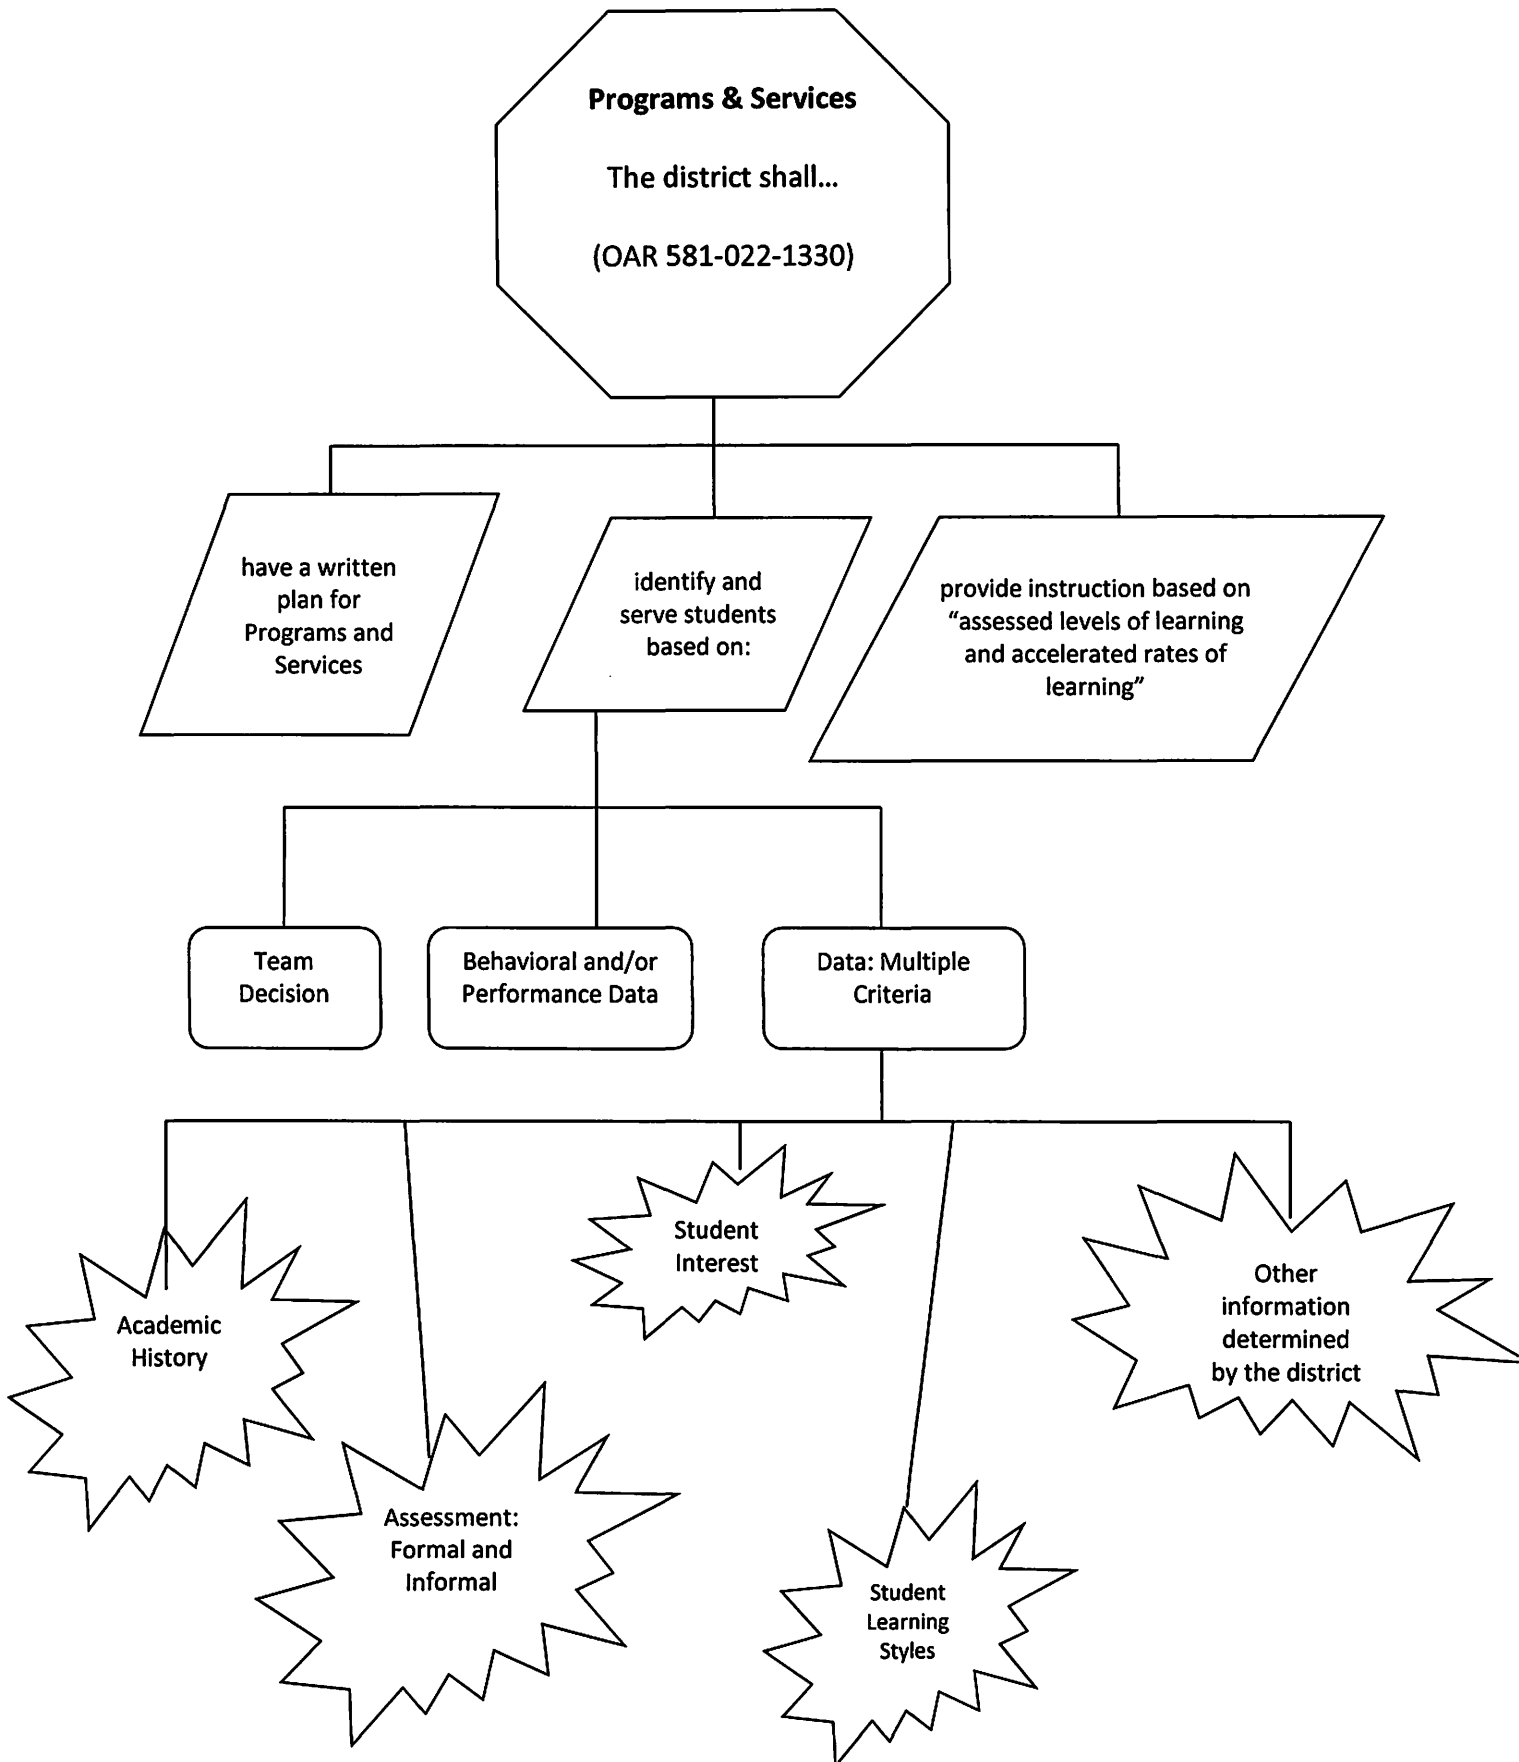 Programs & Services
The district shall...
(OAR 581-022-1330)
have a written
plan for
Programs and
Services
identify and
serve students
based on:
provide instruction based on
“assessed levels of learning
and accelerated rates of
learning”
Team
Decision
Behavioral and/or
Performance Data
Data: Multiple
Criteria
Academic
History
Assessment:
Formal and
Informal
Student
Interest
Student
Learning
Styles
Other
information
determined
by the district